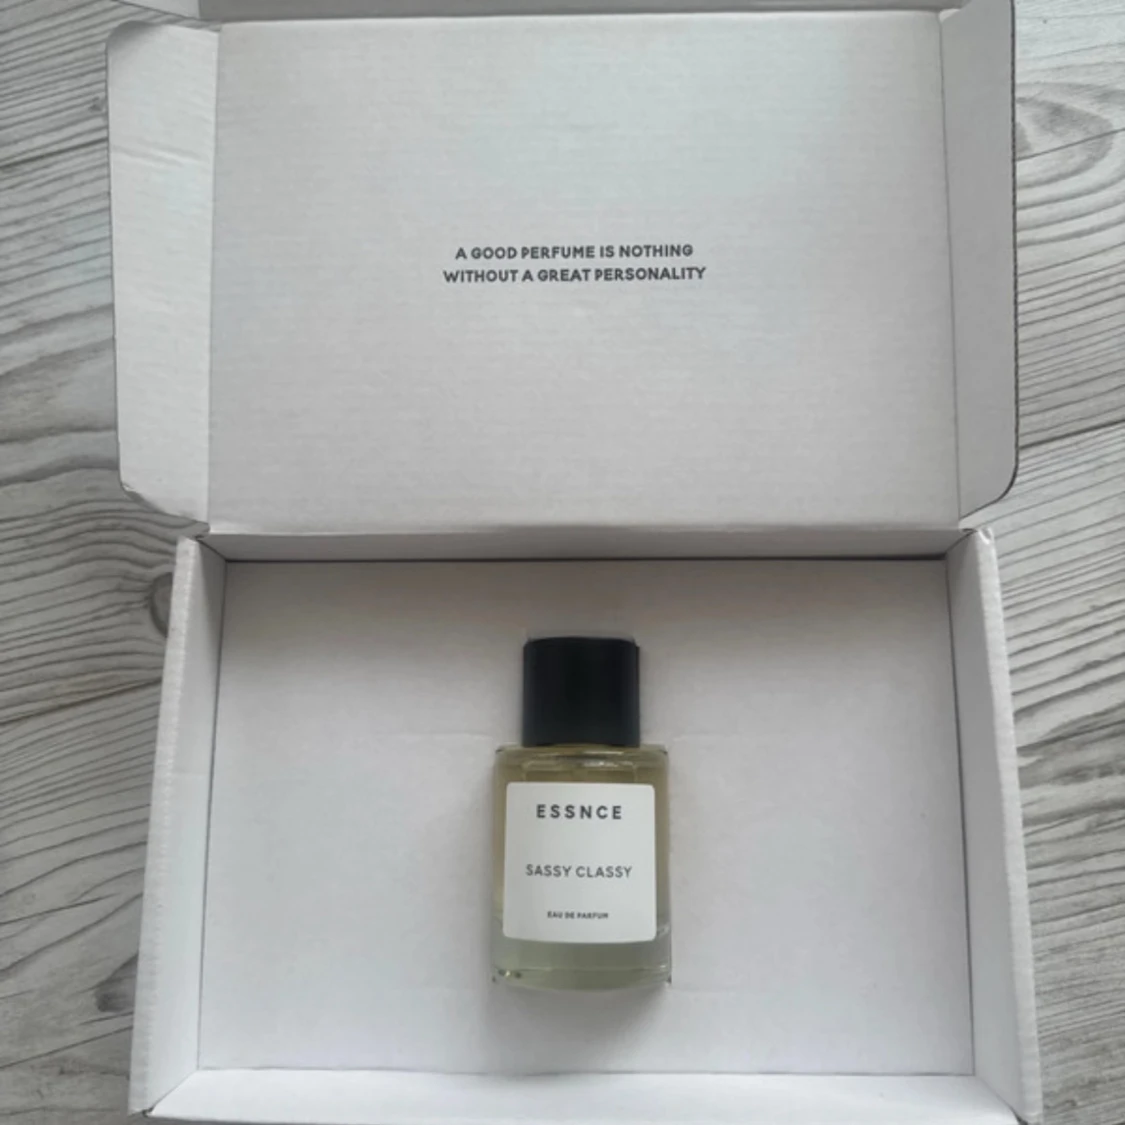 A GOOD PERFUME IS NOTHING
WITHOUT A GREAT PERSONALITY
ESSNCE
SASSY CLASSY
EAU DE PARFUM